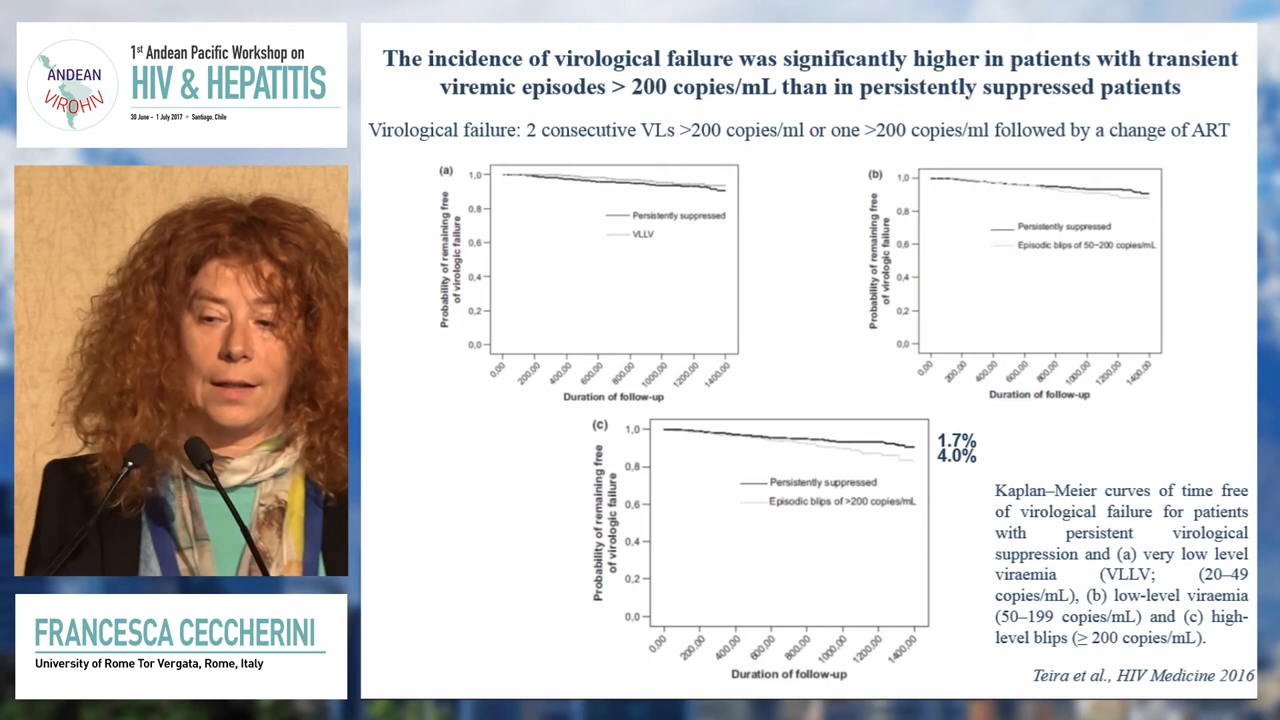 1st Andean Pacific Workshop on
HIV & HEPATITIS
30 June - 1 July 2017 • Santiago, Chile
ANDEAN
VIROHIV
FRANCESCA CECCHERINI
University of Rome Tor Vergata, Rome, Italy
The incidence of virological failure was significantly higher in patients with transient
viremic episodes > 200 copies/mL than in persistently suppressed patients
Virological failure: 2 consecutive VLs >200 copies/ml or one >200 copies/ml followed by a change of ART
(a)
Probability of remaining free
of virologic failure
1,0
0,8
0,6
0,4
0,2
0,0
Persistently suppressed
VLLV
0,00 200,00 400,00 600,00 800,00 1000,00 1200,00 1400,00
Duration of follow-up
(b)
Probability of remaining free
of virologic failure
1,0
0,8
0,6
0,4
0,2
0,0
Persistently suppressed
Episodic blips of 50–200 copies/mL
0,00 200,00 400,00 600,00 800,00 1000,00 1200,00 1400,00
Duration of follow-up
(c)
Probability of remaining free
of virologic failure
1,0
0,8
0,6
0,4
0,2
0,0
Persistently suppressed
Episodic blips of >200 copies/mL
0,00 200,00 400,00 600,00 800,00 1000,00 1200,00 1400,00
Duration of follow-up
1.7%
4.0%
Kaplan–Meier curves of time free
of virological failure for patients
with persistent virological
suppression and (a) very low level
viraemia (VLLV; (20–49
copies/mL), (b) low-level viraemia
(50–199 copies/mL) and (c) high-
level blips (≥ 200 copies/mL).
Teira et al., HIV Medicine 2016